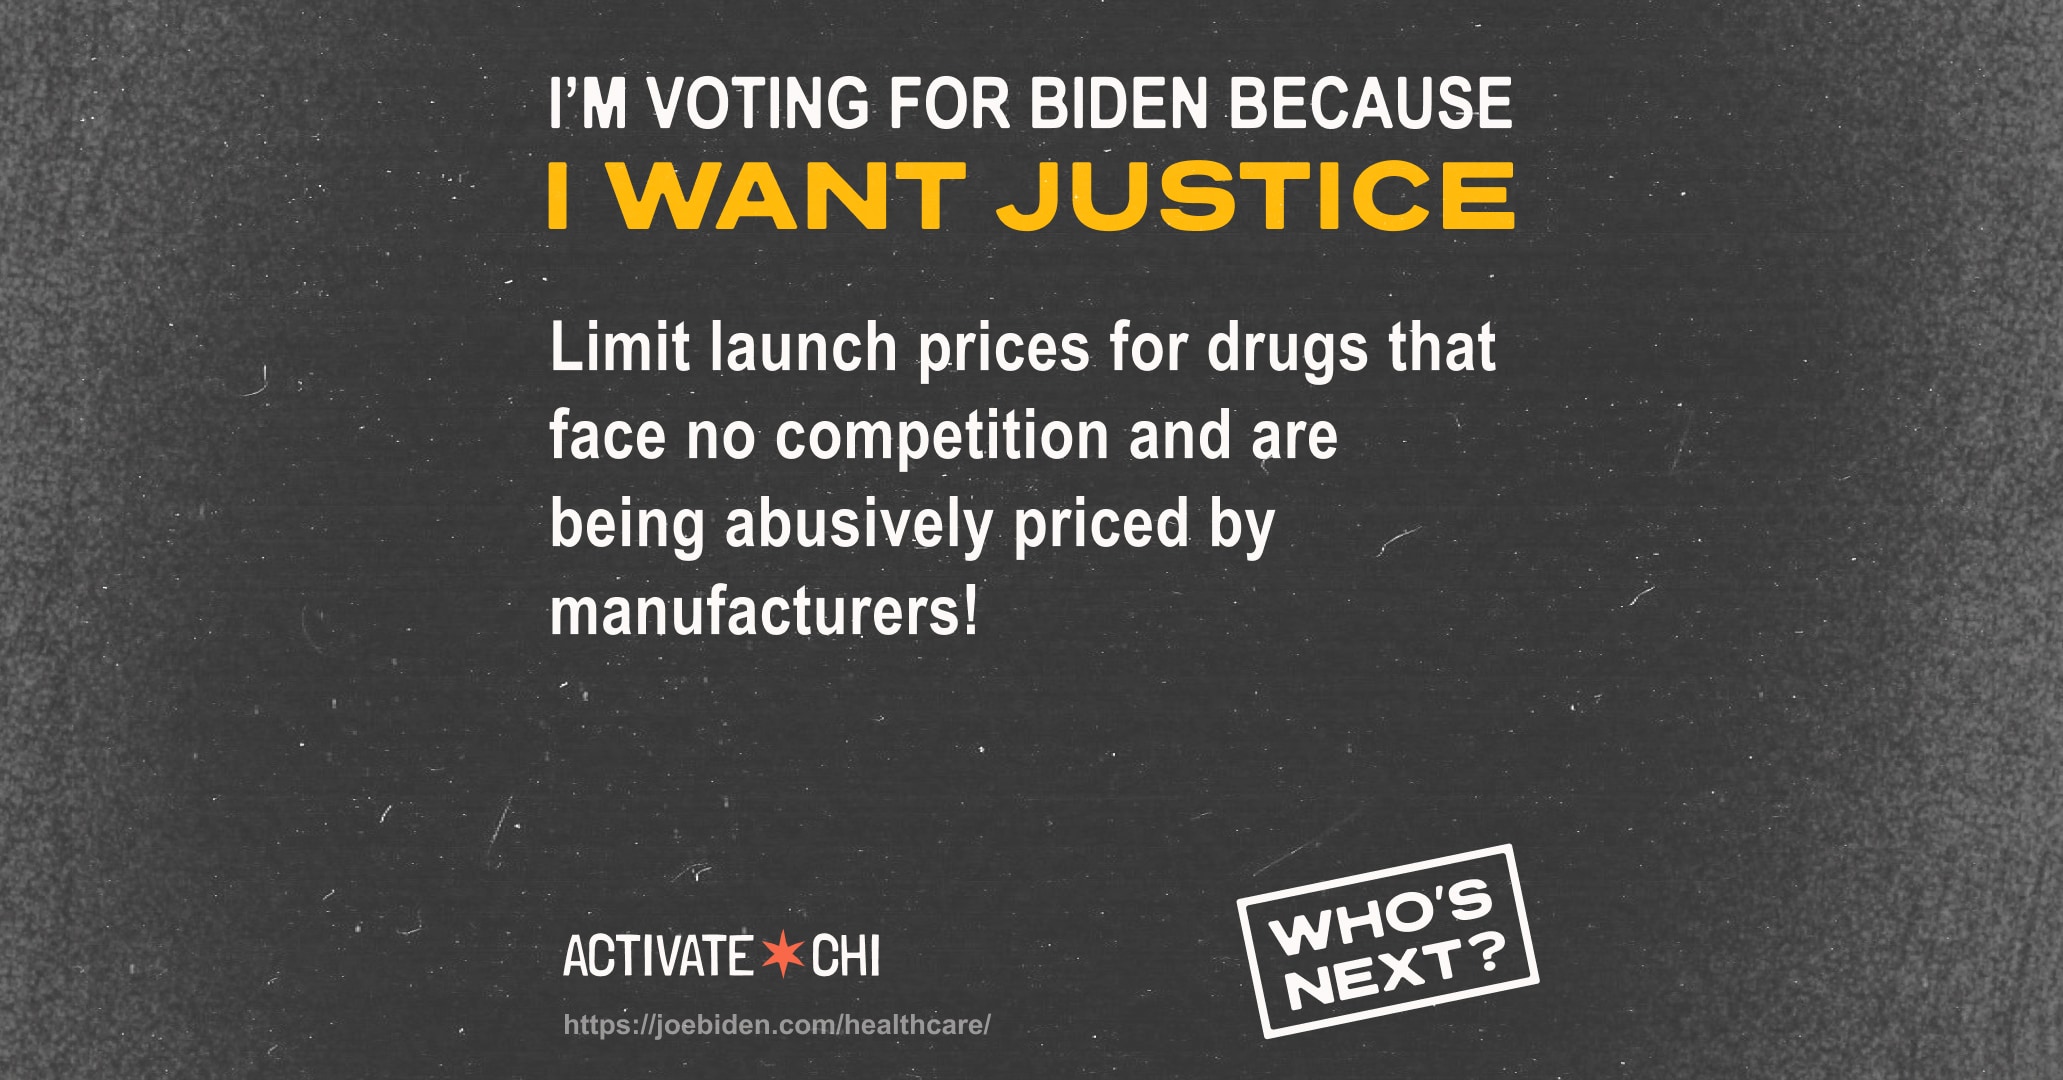 I’M VOTING FOR BIDEN BECAUSE
I WANT JUSTICE
Limit launch prices for drugs that
face no competition and are
being abusively priced by
manufacturers!
ACTIVATE CHI
https://joebiden.com/healthcare/
WHO'S
NEXT?